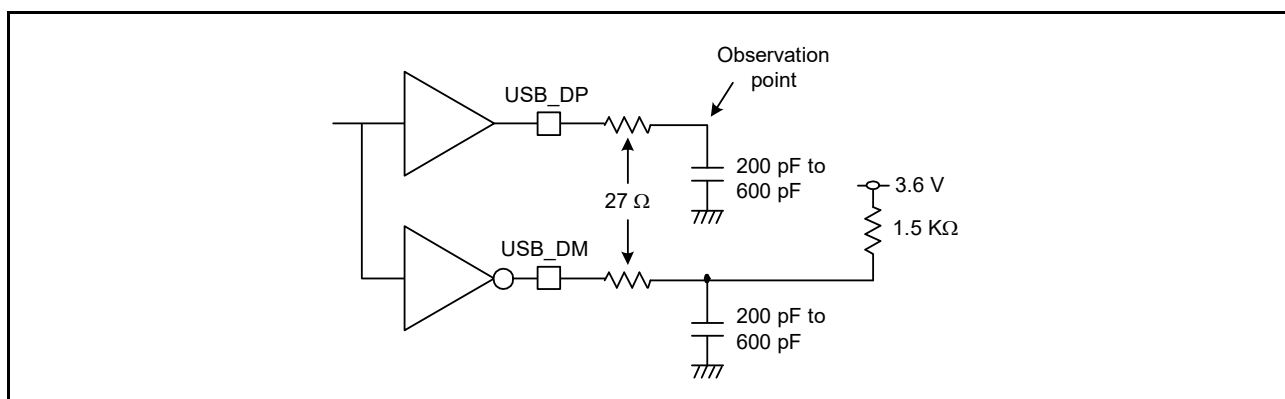 Observation
point
USB_DP
200 pF to
600 pF
27 Ω
3.6 V
1.5 KΩ
USB_DM
200 pF to
600 pF